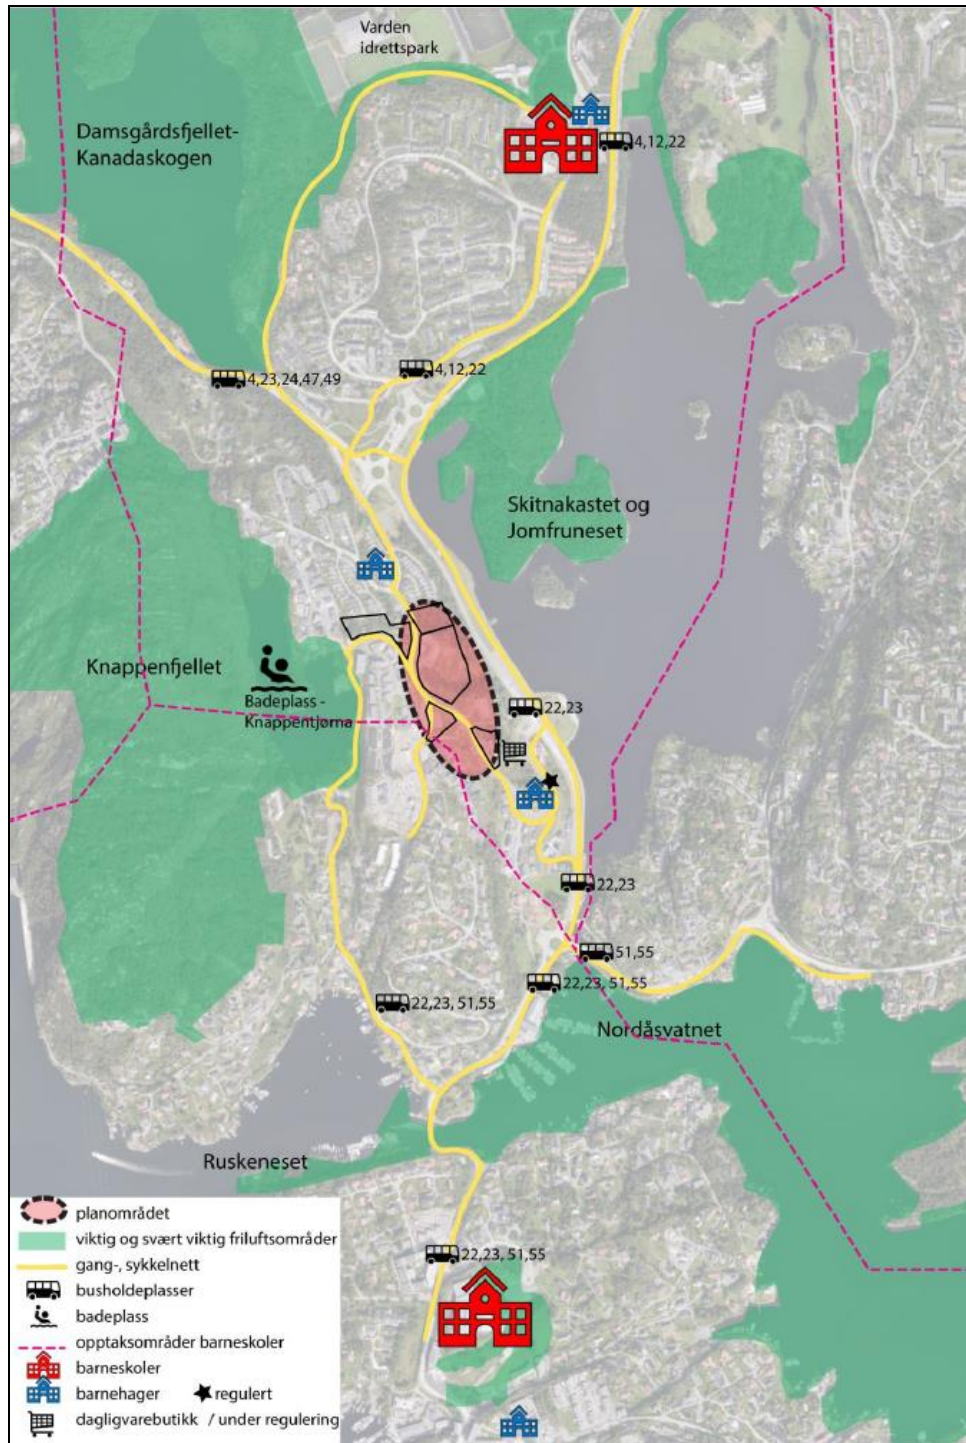 Varden
idrettspark
Damsgårdsfjellet-
Kanadaskogen
4,12,22
4,23,24,47,49
4,12,22
Skitnakastet og
Jomfruneset
Knappenfjellet
Badeplass -
Knappentjørna
22,23
22,23
51,55
22,23, 51,55
22,23, 51,55
Nordåsvatnet
Ruskeneset
22,23, 51,55
planområdet
viktig og svært viktig friluftsområder
gang-, sykkelnett
busholdeplasser
badeplass
opptaksområder barneskoler
barneskoler
barnehager regulert
dagligvarebutikk / under regulering